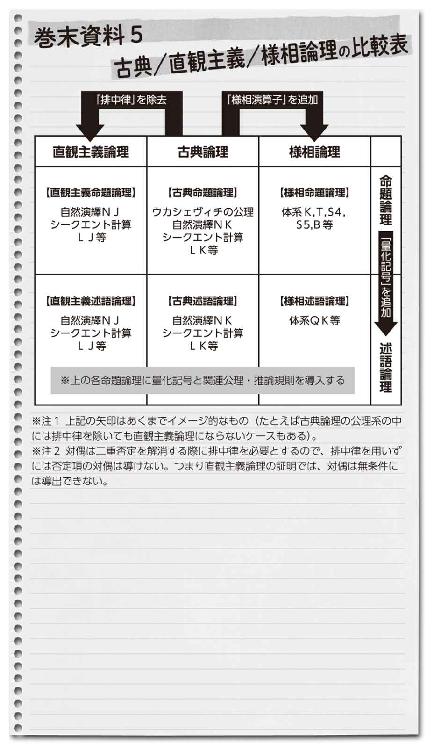 巻末資料5
古典／直観主義／様相論理の比較表
「排中律」を除去
「様相演算子」を追加
直観主義論理
古典論理
様相論理
【直観主義命題論理】
自然演繹ＮＪ
シークエント計算
ＬＪ等
【古典命題論理】
ウカシェヴィチの公理
自然演繹ＮＫ
シークエント計算
ＬＫ等
【様相命題論理】
体系Ｋ,Ｔ,Ｓ4,
Ｓ5,Ｂ等
命題論理
「量化記号」を追加
述語論理
【直観主義述語論理】
自然演繹ＮＪ
シークエント計算
ＬＪ等
【古典述語論理】
自然演繹ＮＫ
シークエント計算
ＬＫ等
【様相述語論理】
体系ＱＫ等
※上の各命題論理に量化記号と関連公理・推論規則を導入する
※注1 上記の矢印はあくまでイメージ的なもの（たとえば古典論理の公理系の中
には排中律を除いても直観主義論理にならないケースもある）。
※注2 対偶は二重否定を解消する際に排中律を必要とするので、排中律を用いず
には否定項の対偶は導けない。つまり直観主義論理の証明では、対偶は無条件に
は導出できない。